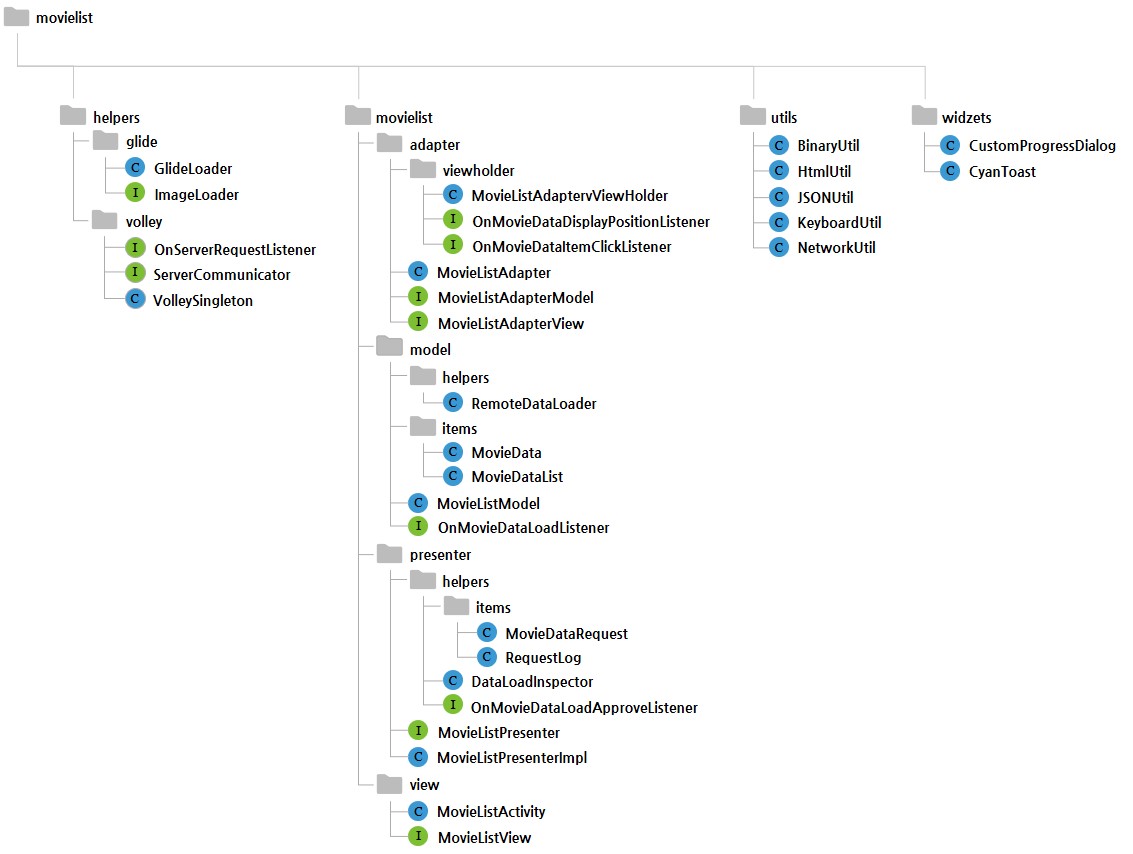 movielist
helpers
glide
C GlideLoader
I ImageLoader
volley
I OnServerRequestListener
I ServerCommunicator
C VolleySingleton
movielist
adapter
viewholder
C MovieListAdaptervViewHolder
I OnMovieDataDisplayPositionListener
I OnMovieDataItemClickListener
C MovieListAdapter
I MovieListAdapterModel
I MovieListAdapterView
model
helpers
C RemoteDataLoader
items
C MovieData
C MovieDataList
C MovieListModel
I OnMovieDataLoadListener
presenter
helpers
items
C MovieDataRequest
C RequestLog
C DataLoadInspector
I OnMovieDataLoadApproveListener
I MovieListPresenter
C MovieListPresenterImpl
view
C MovieListActivity
I MovieListView
utils
C BinaryUtil
C HtmlUtil
C JSONUtil
C KeyboardUtil
C NetworkUtil
widzets
C CustomProgressDialog
C CyanToast